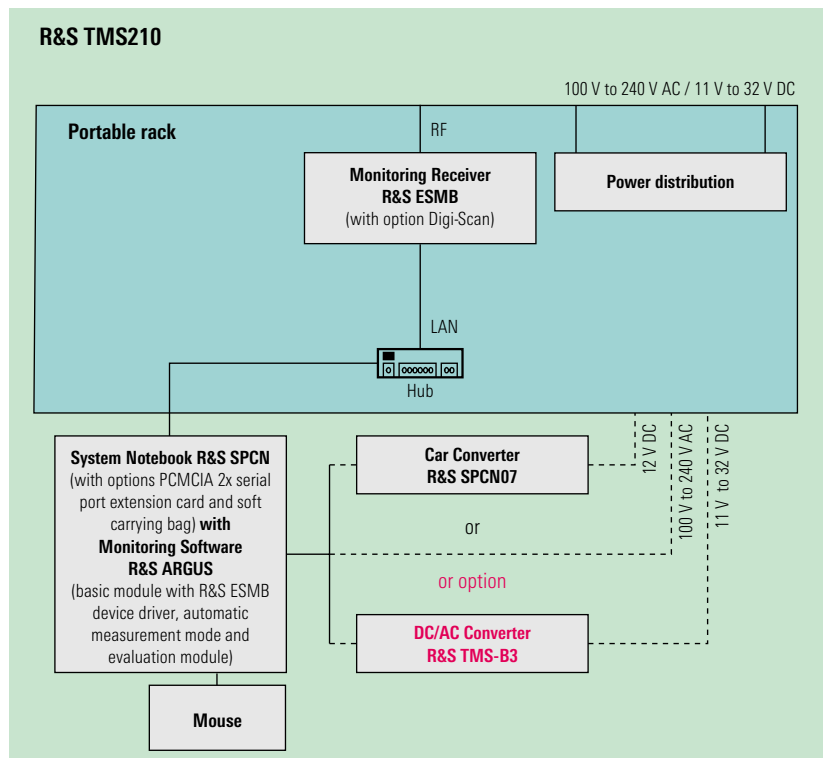 R&S TMS210
100 V to 240 V AC / 11 V to 32 V DC
Portable rack
RF
Monitoring Receiver
R&S ESMB
(with option Digi-Scan)
Power distribution
LAN
Hub
System Notebook R&S SPCN
(with options PCMCIA 2x serial
port extension card and soft
carrying bag) with
Monitoring Software
R&S ARGUS
(basic module with R&S ESMB
device driver, automatic
measurement mode and
evaluation module)
Mouse
Car Converter
R&S SPCN07
or
or option
DC/AC Converter
R&S TMS-B3
12 V DC
100 V to 240 V AC
11 V to 32 V DC